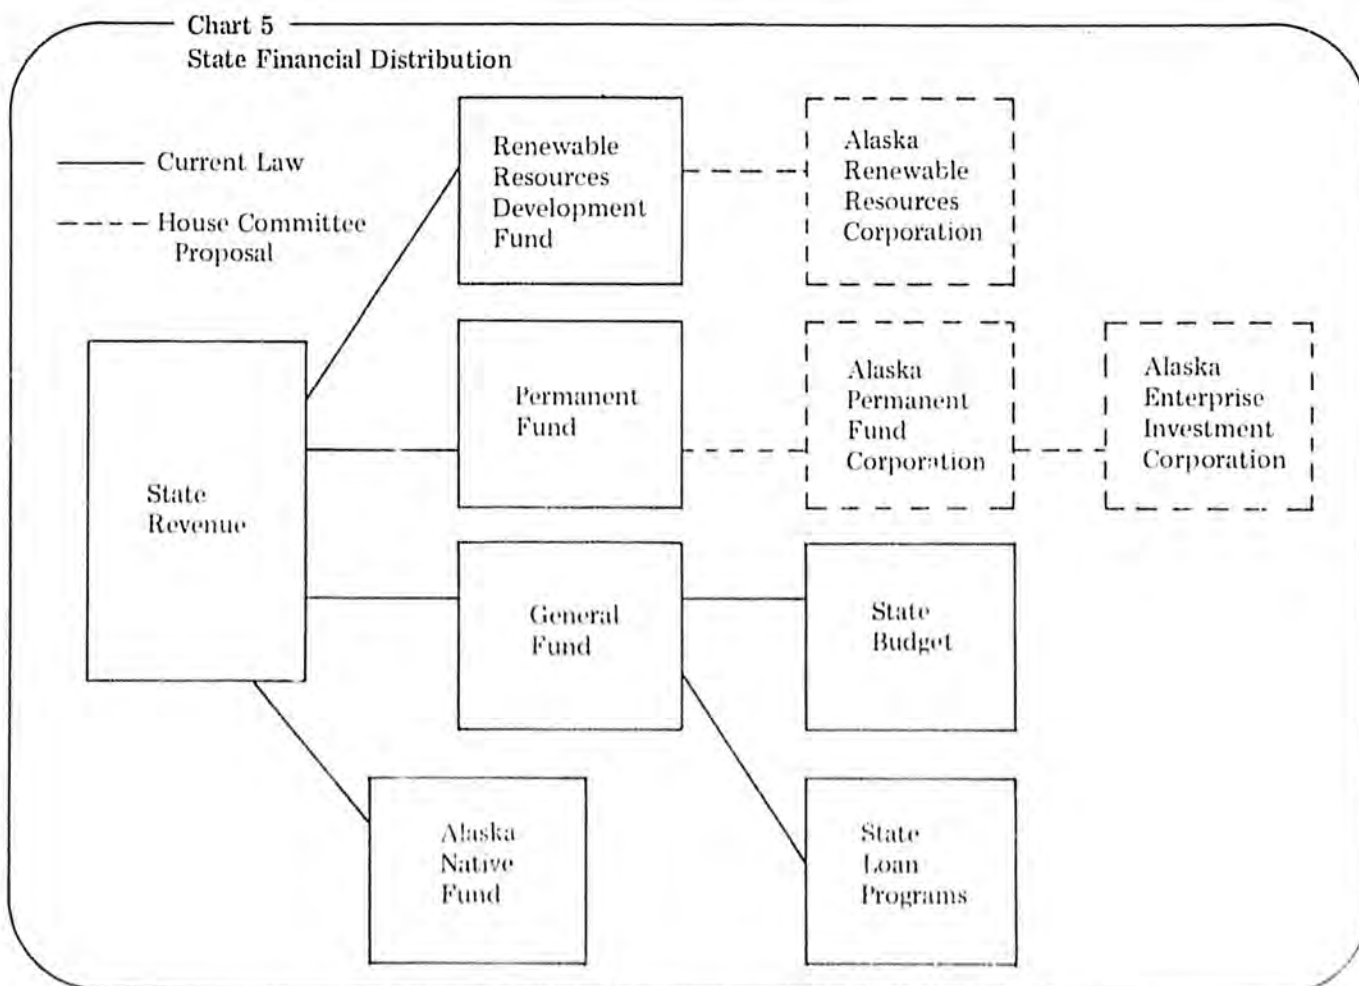 Chart 5
State Financial Distribution
Current Law
House Committee
Proposal
Renewable
Resources
Development
Fund
Alaska
Renewable
Resources
Corporation
Permanent
Fund
Alaska
Permanent
Fund
Corporation
Alaska
Enterprise
Investment
Corporation
State
Revenue
General
Fund
State
Budget
Alaska
Native
Fund
State
Loan
Programs